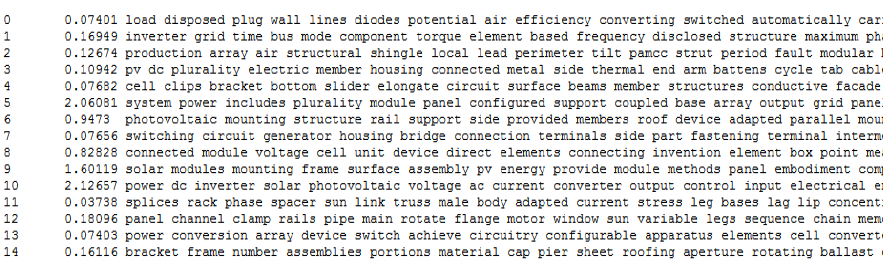 0 0.07401 load disposed plug wall lines diodes potential air efficiency converting switched automatically
1 0.16949 inverter grid time bus mode component torque element based frequency disclosed structure maximum
2 0.12674 production array air structural shingle local lead perimeter tilt pamcc strut period fault modular
3 0.10942 pv dc plurality electric member housing connected metal side thermal end arm battens cycle tab
4 0.07682 cell clips bracket bottom slider elongate circuit surface beams member structures conductive facade
5 2.06081 system power includes plurality module panel configured support coupled base array output grid
6 0.9473 photovoltaic mounting structure rail support side provided members roof device adapted parallel
7 0.07656 switching circuit generator housing bridge connection terminals side part fastening terminal
8 0.82828 connected module voltage cell unit device direct elements connecting invention element box point
9 1.60119 solar modules mounting frame surface assembly pv energy provide module methods panel embodiment
10 2.12657 power dc inverter solar photovoltaic voltage ac current converter output control input electrical
11 0.03738 splices rack phase spacer sun link truss male body adapted current stress leg bases lag lip
12 0.18096 panel channel clamp rails pipe main rotate flange motor window sun variable legs sequence chain
13 0.07403 power conversion array device switch achieve circuitry configurable apparatus elements cell
14 0.16116 bracket frame number assemblies portions material cap pier sheet roofing aperture rotating ballast